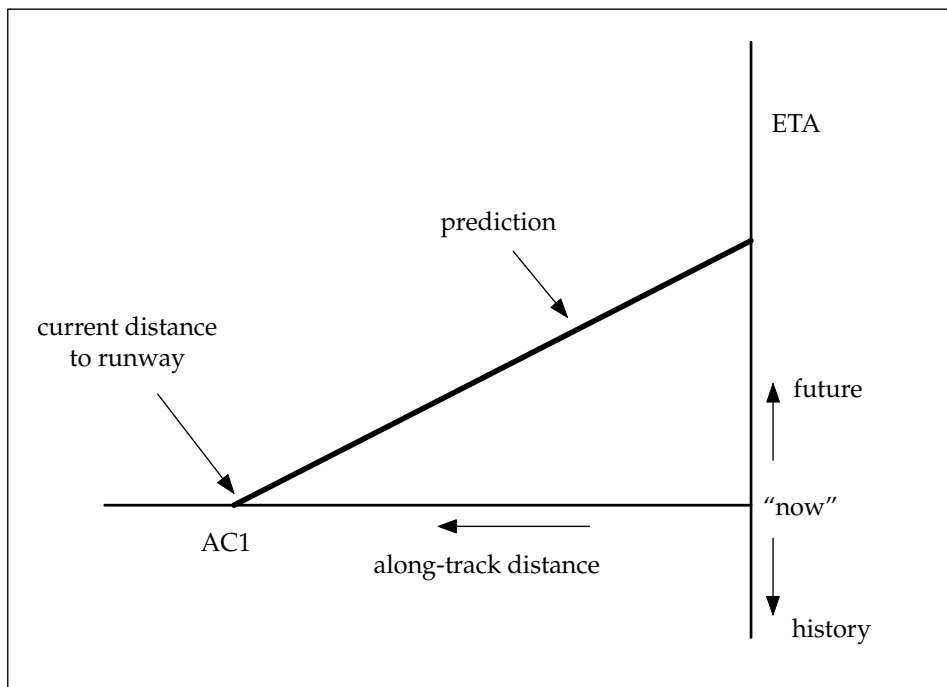 ETA
prediction
current distance
to runway
future
“now”
AC1
along-track distance
history